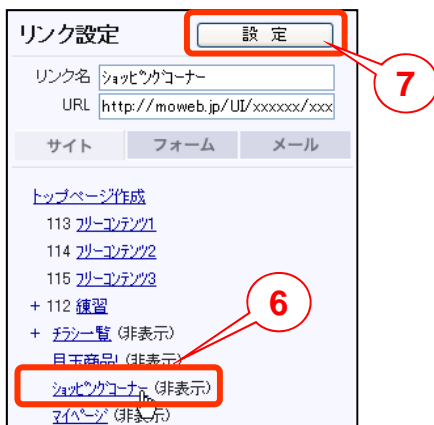 リンク設定 設 定
7
リンク名 ｼｮｯﾋﾟﾝｸﾞｺｰﾅｰ
URL http://moweb.jp/UI/xxxxxx/xxx
サイト フォーム メール
トップページ作成
113 ﾌﾘｰｺﾝﾃﾝﾂ1
114 ﾌﾘｰｺﾝﾃﾝﾂ2
115 ﾌﾘｰｺﾝﾃﾝﾂ3
+ 112 練習
6
+ ﾁﾗｼ一覧 (非表示)
目玉商品! (非表示)
ｼｮｯﾋﾟﾝｸﾞｺｰﾅｰ (非表示)
ﾏｲﾍﾟｰｼﾞ (非表示)